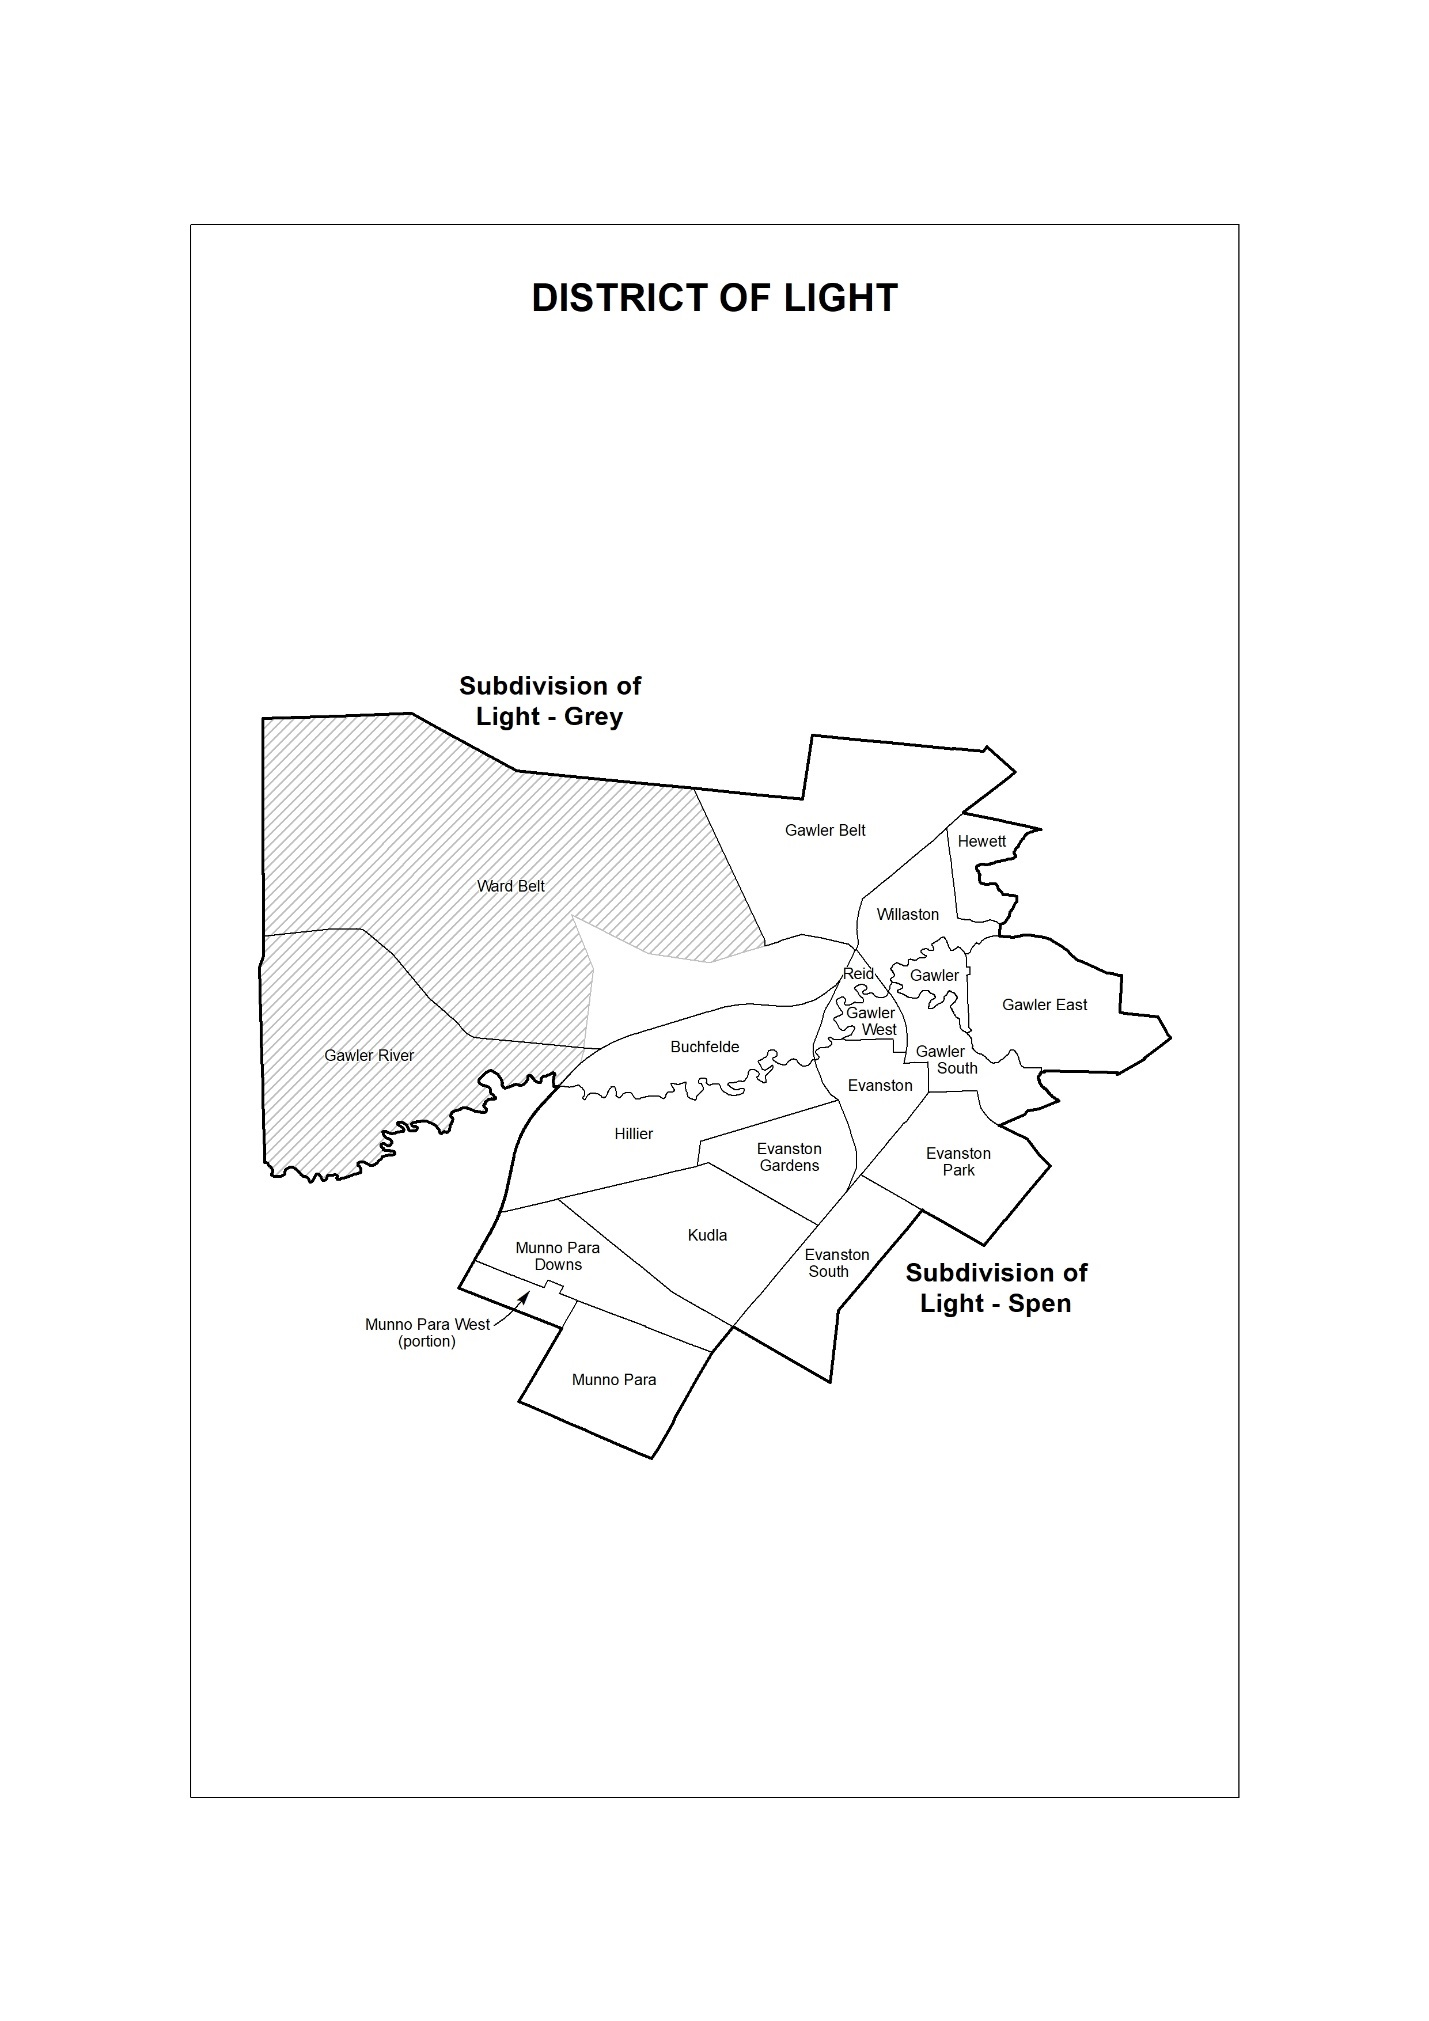 DISTRICT OF LIGHT
Subdivision of
Light - Grey
Gawler Belt
Hewett
Ward Belt
Willaston
Reid
Gawler
Gawler East
Gawler
West
Gawler River
Buchfelde
Gawler
South
Evanston
Hillier
Evanston
Gardens
Evanston
Park
Kudla
Munno Para
Downs
Evanston
South
Subdivision of
Light - Spen
Munno Para West
(portion)
Munno Para